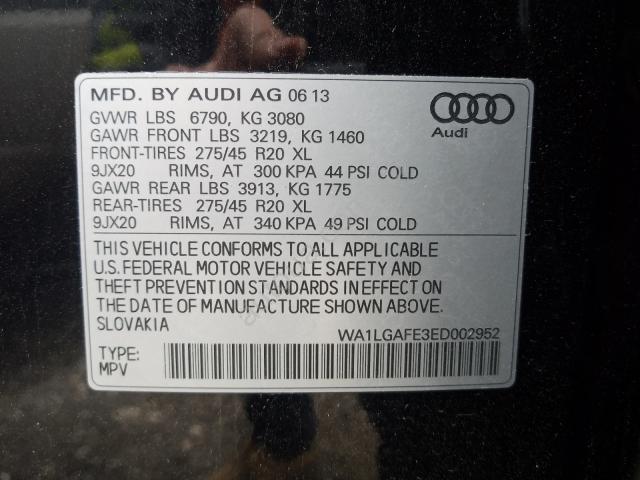 MFD. BY AUDI AG 06 13
GVWR LBS 6790, KG 3080
GAWR FRONT LBS 3219, KG 1460
FRONT-TIRES 275/45 R20 XL
9JX20 RIMS, AT 300 KPA 44 PSI COLD
GAWR REAR LBS 3913, KG 1775
REAR-TIRES 275/45 R20 XL
9JX20 RIMS, AT 340 KPA 49 PSI COLD
Audi
THIS VEHICLE CONFORMS TO ALL APPLICABLE
U.S. FEDERAL MOTOR VEHICLE SAFETY AND
THEFT PREVENTION STANDARDS IN EFFECT ON
THE DATE OF MANUFACTURE SHOWN ABOVE.
SLOVAKIA
WA1LGAFE3ED002952
TYPE:
MPV